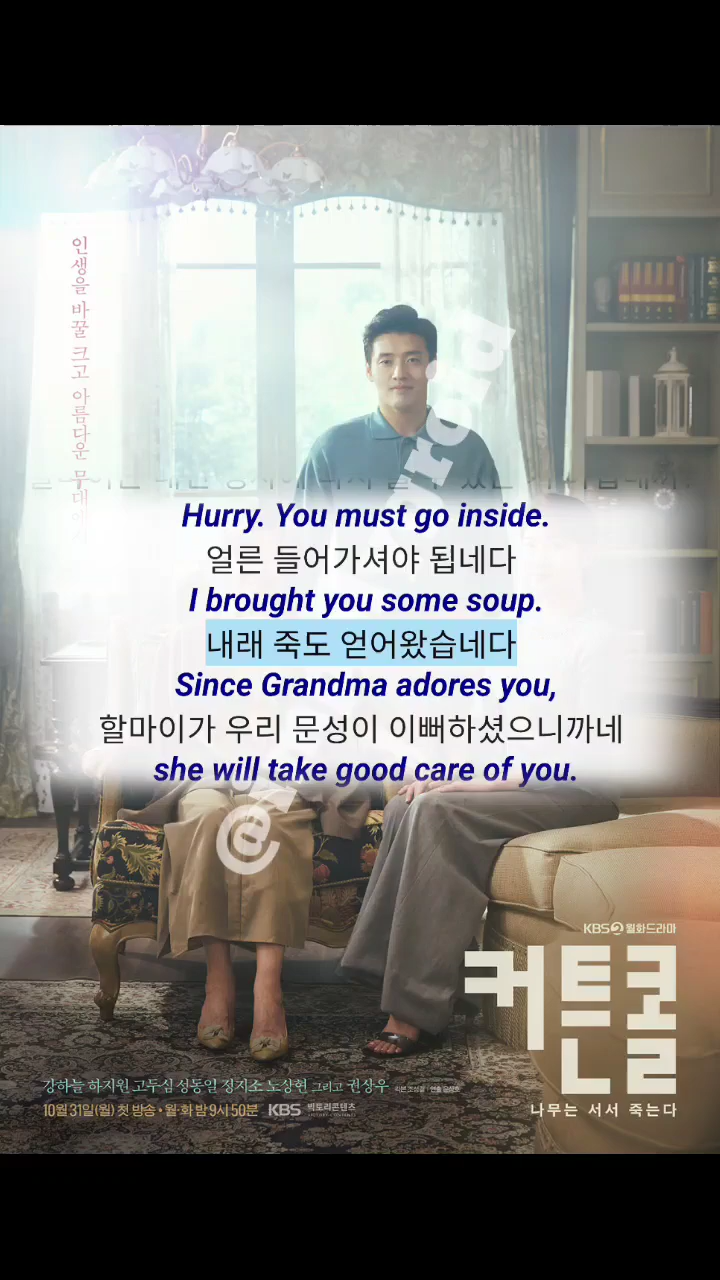 인생을 바꿀 크고 아름다운 무대
Hurry. You must go inside.
얼른 들어가셔야 됩네다
I brought you some soup.
내래 죽도 얻어왔습네다
Since Grandma adores you,
할마이가 우리 문성이 이뻐하셨으니까네
she will take good care of you.
KBS2 월화드라마
커튼콜
나무는 서서 죽는다
강하늘 하지원 고두심 성동일 정지소 노상현 그리고 권상우
10월 31일(월) 첫 방송 • 월·화 밤 9시 50분 KBS 빅토리콘텐츠